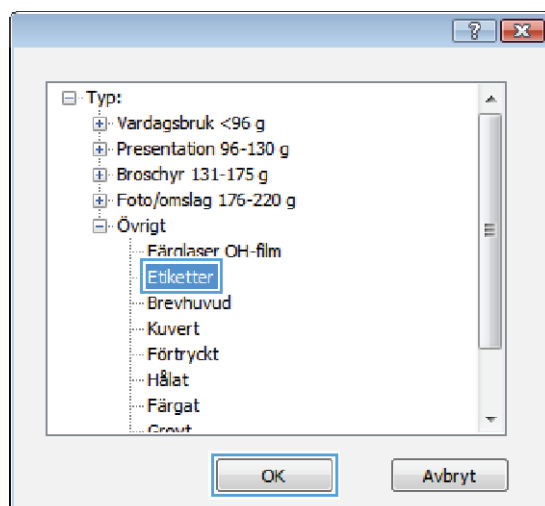 Typ:
Vardagsbruk <96 g
Presentation 96-130 g
Broschyr 131-175 g
Foto/omslag 176-220 g
Övrigt
Färglaser OH-film
Etiketter
Brevhuvud
Kuvert
Förtryckt
Hålat
Färgat
Grovt
OK Avbryt